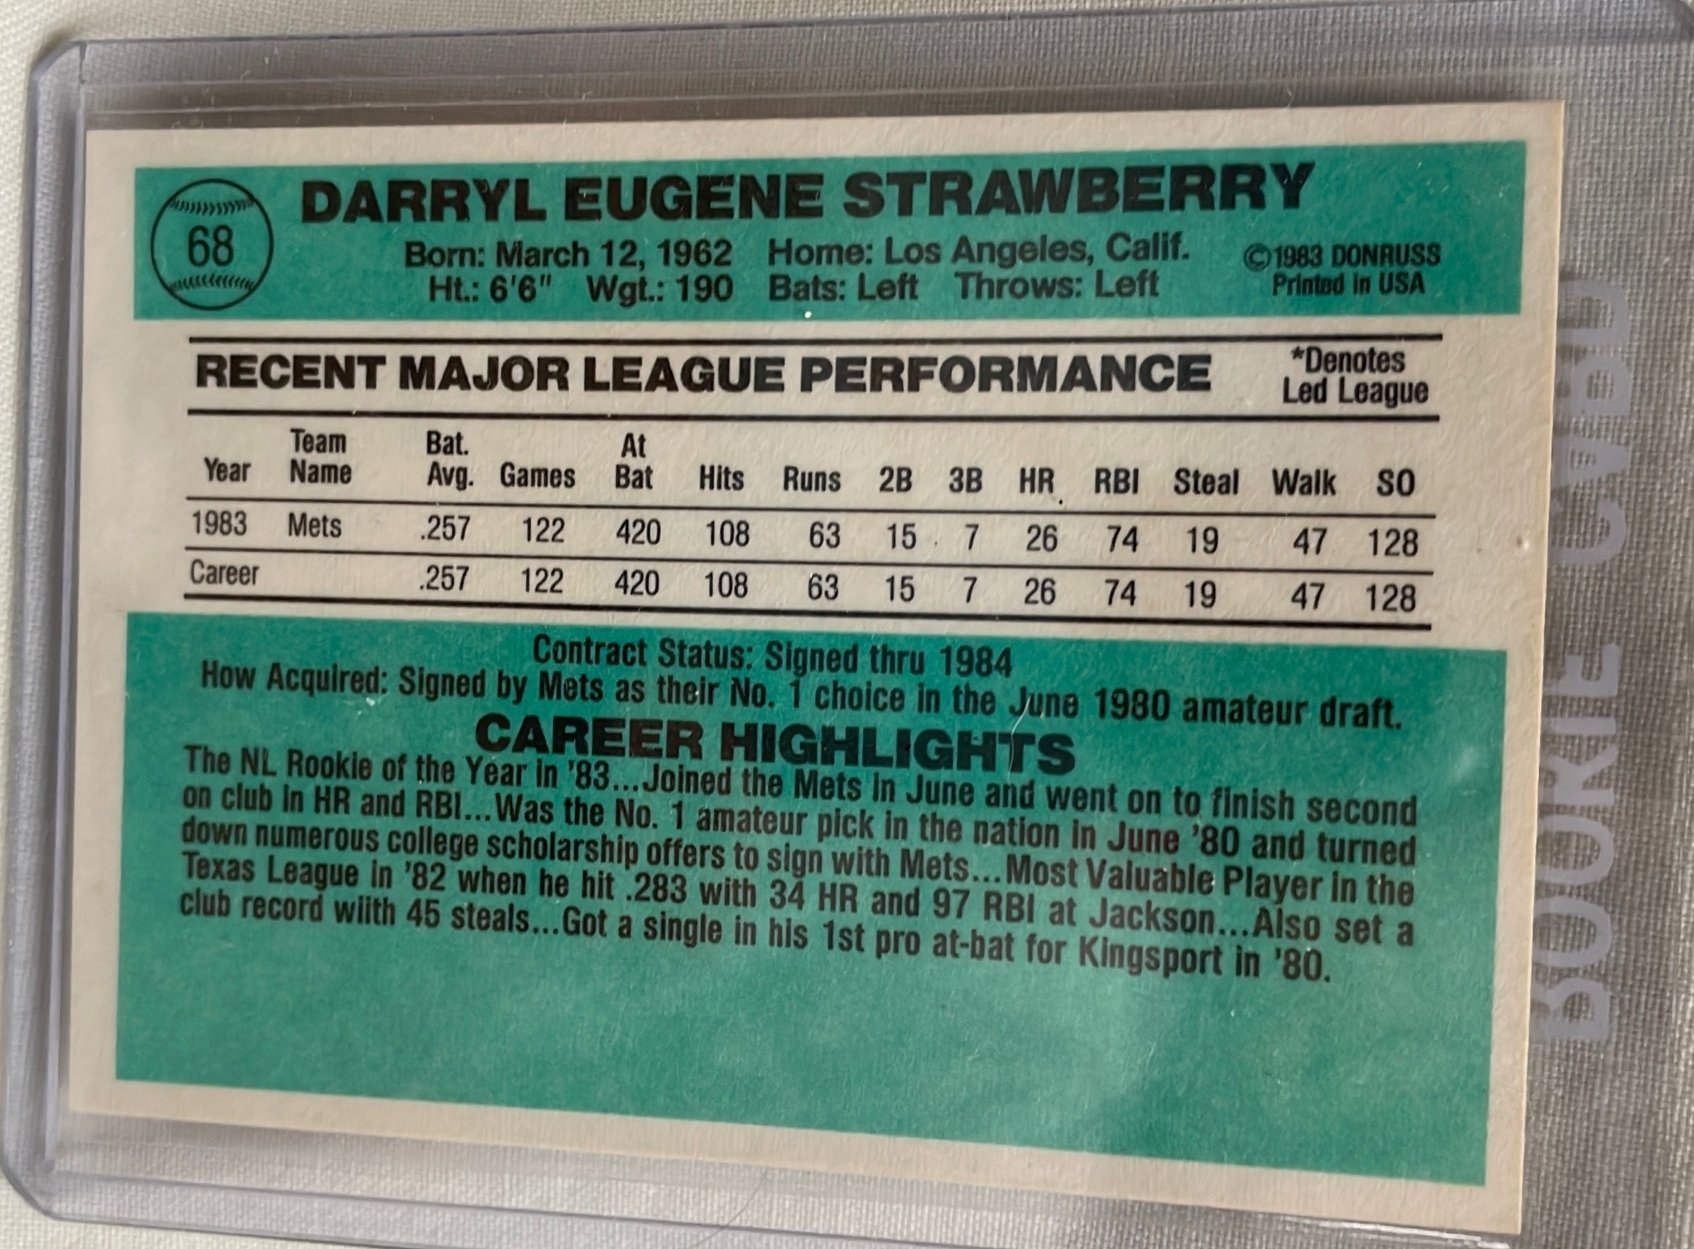 68
DARRYL EUGENE STRAWBERRY
Born: March 12, 1962 Home: Los Angeles, Calif. ©1983 DONRUSS
Ht.: 6'6" Wgt.: 190 Bats: Left Throws: Left Printed in USA
RECENT MAJOR LEAGUE PERFORMANCE *Denotes Led League
Year Team Name Bat. Avg. Games At Bat Hits Runs 2B 3B HR RBI Steal Walk SO
1983 Mets .257 122 420 108 63 15 7 26 74 19 47 128
Career .257 122 420 108 63 15 7 26 74 19 47 128
Contract Status: Signed thru 1984
How Acquired: Signed by Mets as their No. 1 choice in the June 1980 amateur draft.
CAREER HIGHLIGHTS
The NL Rookie of the Year in '83...Joined the Mets in June and went on to finish second
on club in HR and RBI...Was the No. 1 amateur pick in the nation in June '80 and turned
down numerous college scholarship offers to sign with Mets...Most Valuable Player in the
Texas League in '82 when he hit .283 with 34 HR and 97 RBI at Jackson...Also set a
club record wiith 45 steals...Got a single in his 1st pro at-bat for Kingsport in '80.
ROOKIE CARD